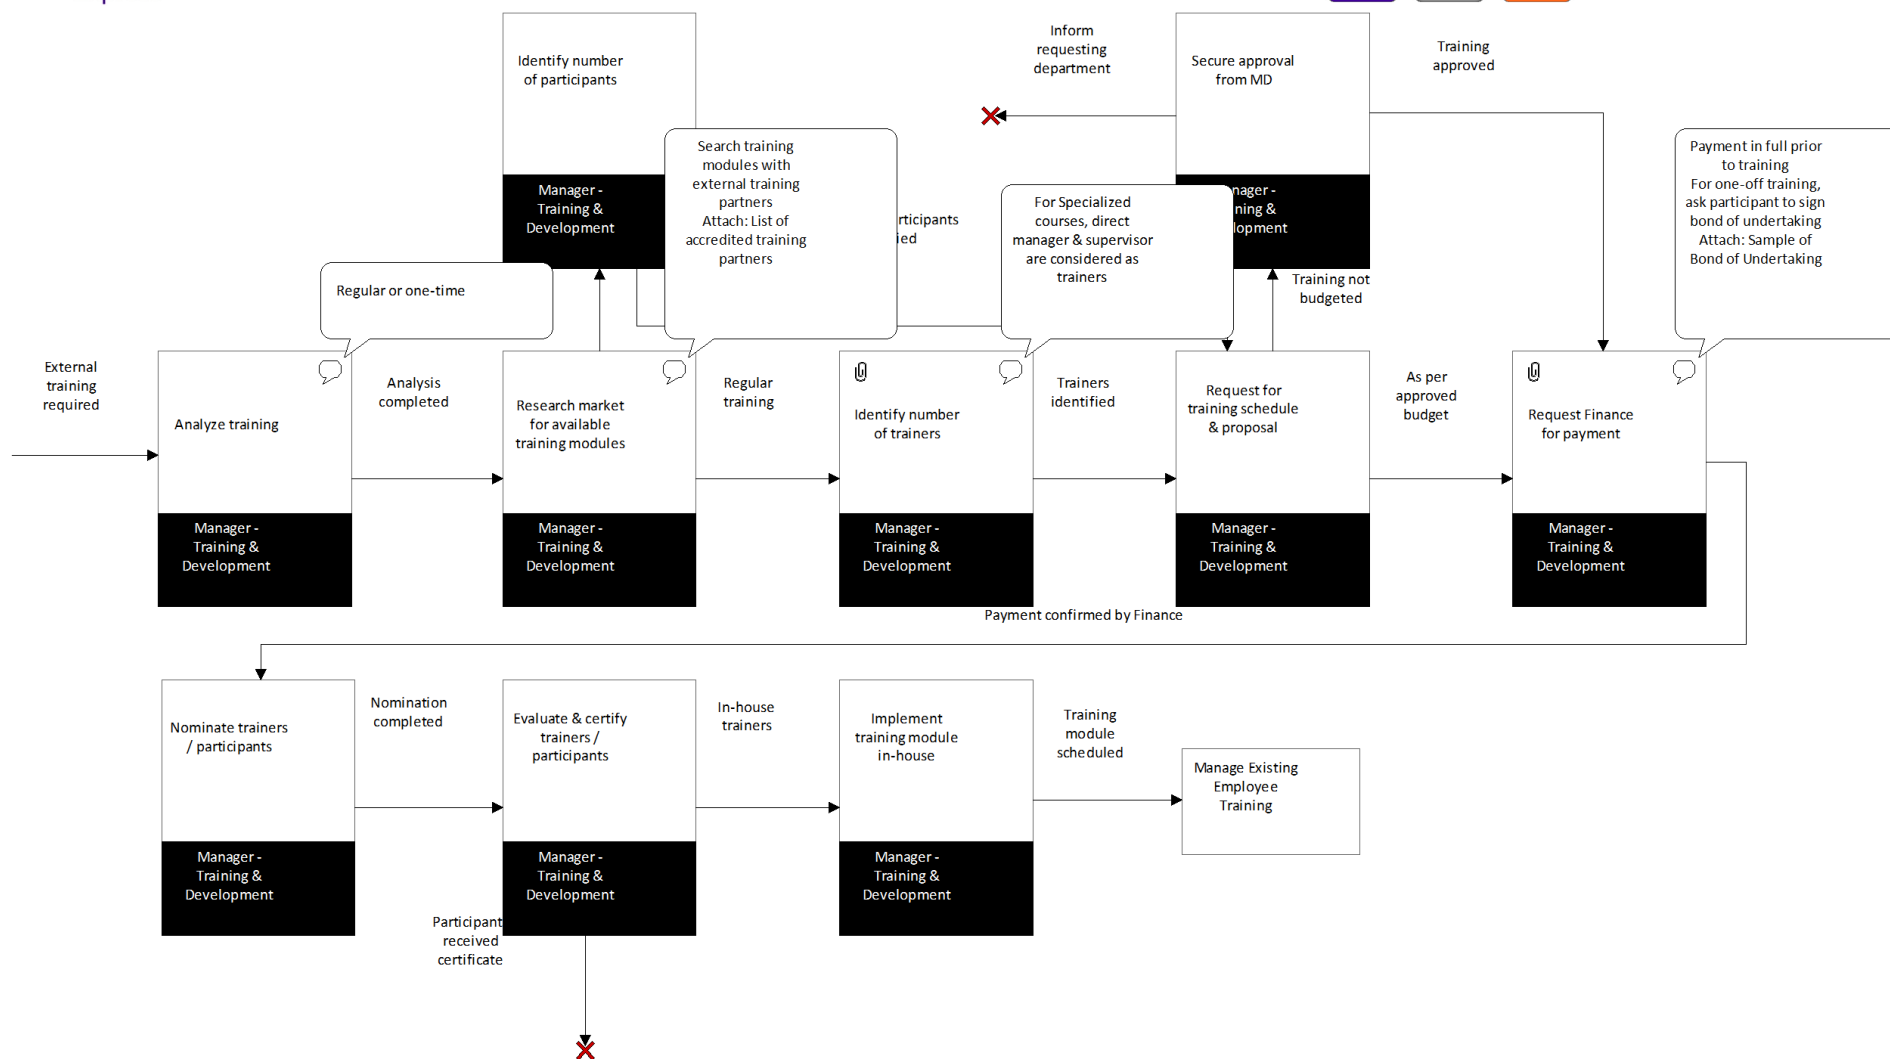 Identify number
of participants
Manager -
Training &
Development
Inform
requesting
department
Secure approval
from MD
Training
approved
Search training
modules with
external training
partners
Attach: List of
accredited training
partners
For Specialized
courses, direct
manager & supervisor
are considered as
trainers
Payment in full prior
to training
For one-off training,
ask participant to sign
bond of undertaking
Attach: Sample of
Bond of Undertaking
Regular or one-time
Training not
budgeted
External
training
required
Analyze training
Manager -
Training &
Development
Analysis
completed
Research market
for available
training modules
Manager -
Training &
Development
Regular
training
Identify number
of trainers
Manager -
Training &
Development
Trainers
identified
Request for
training schedule
& proposal
Manager -
Training &
Development
As per
approved
budget
Request Finance
for payment
Manager -
Training &
Development
Payment confirmed by Finance
Nominate trainers
/ participants
Manager -
Training &
Development
Nomination
completed
Evaluate & certify
trainers /
participants
Manager -
Training &
Development
In-house
trainers
Implement
training module
in-house
Manager -
Training &
Development
Training
module
scheduled
Manage Existing
Employee
Training
Participant
received
certificate